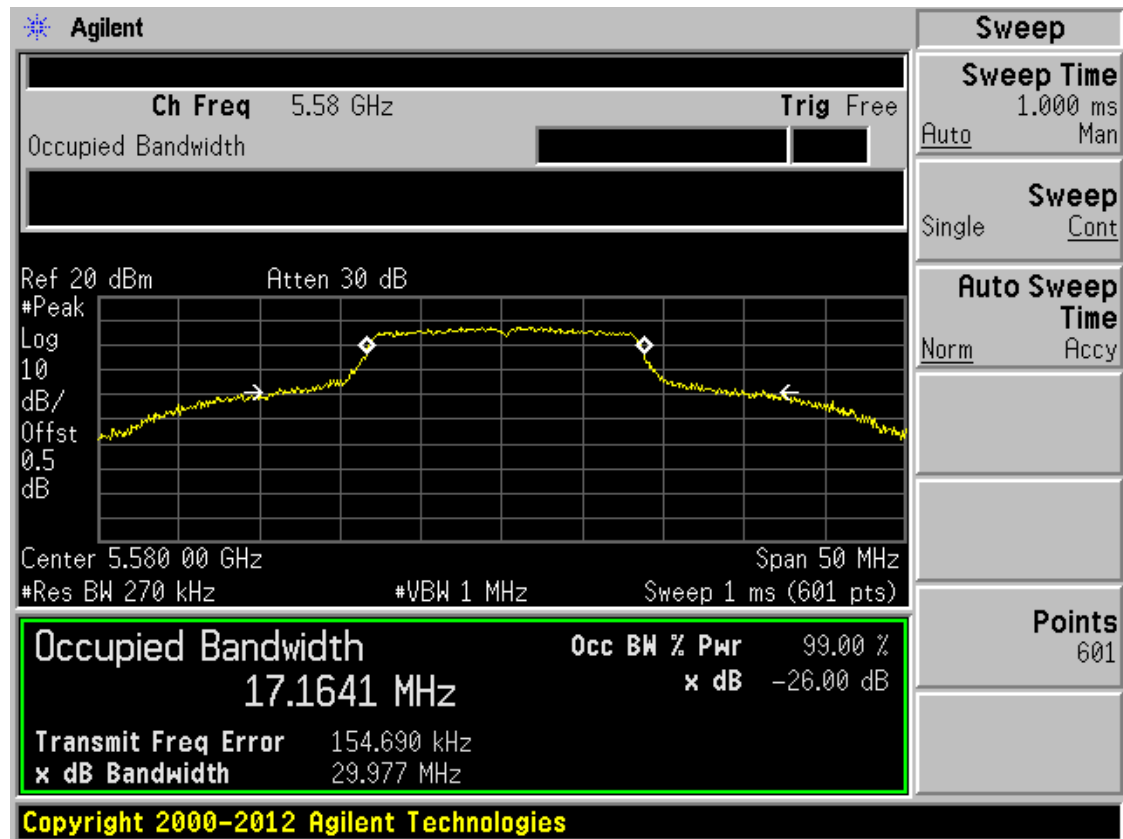 Agilent
Sweep
Sweep Time
1.000 ms
Auto Man
Ch Freq 5.58 GHz Trig Free
Occupied Bandwidth
Sweep
Single Cont
Ref 20 dBm Atten 30 dB
#Peak
Log
10
dB/
Offst
0.5
dB
Auto Sweep
Time
Norm Accy
Center 5.580 00 GHz Span 50 MHz
#Res BW 270 kHz #VBW 1 MHz Sweep 1 ms (601 pts)
Points
601
Occupied Bandwidth
17.1641 MHz
Occ BW % Pwr 99.00 %
x dB -26.00 dB
Transmit Freq Error 154.690 kHz
x dB Bandwidth 29.977 MHz
Copyright 2000-2012 Agilent Technologies